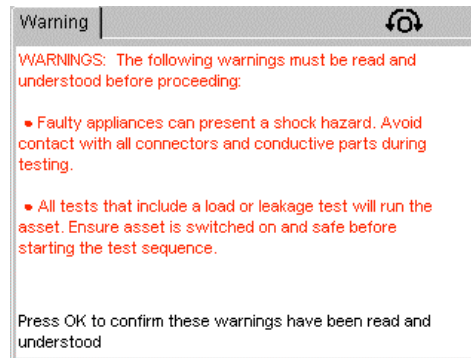 Warning
WARNINGS: The following warnings must be read and
understood before proceeding:
• Faulty appliances can present a shock hazard. Avoid
contact with all connectors and conductive parts during
testing.
• All tests that include a load or leakage test will run the
asset. Ensure asset is switched on and safe before
starting the test sequence.
Press OK to confirm these warnings have been read and
understood